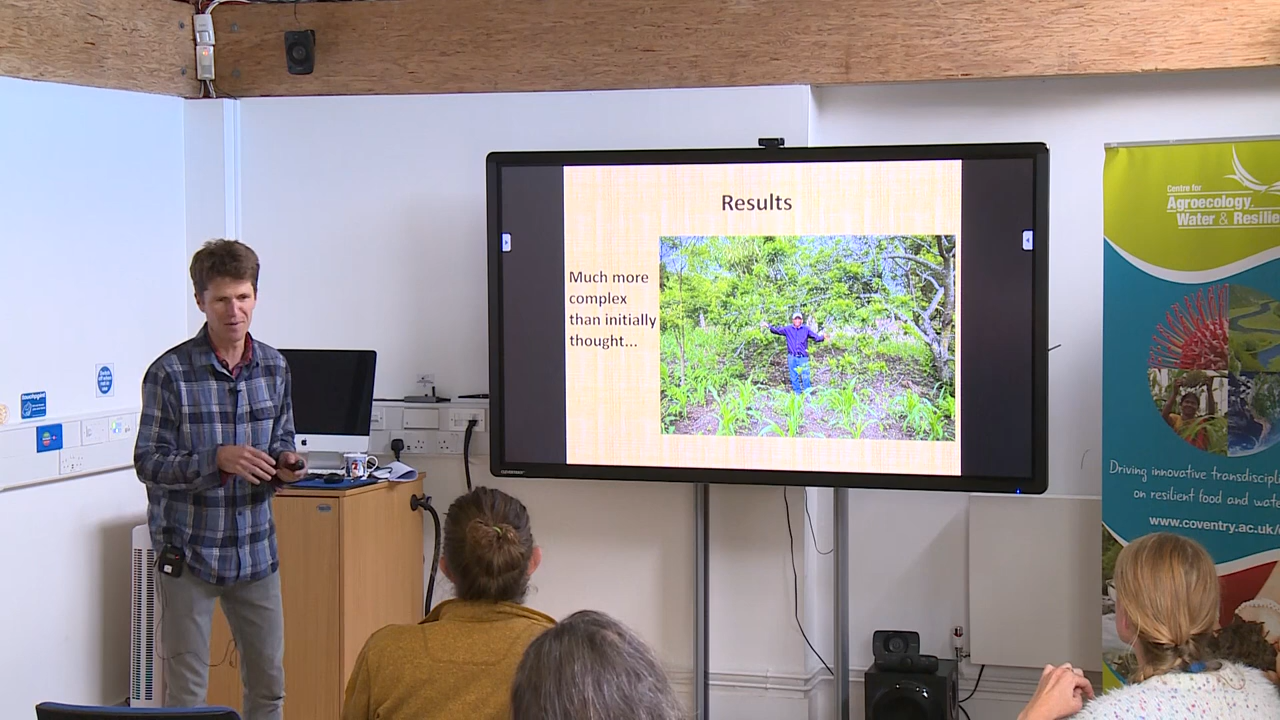 Results
Much more
complex
than initially
thought...
Centre for
Agroecology,
Water & Resilie
Driving innovative transdiscipli
on resilient food and wate
www.coventry.ac.uk/